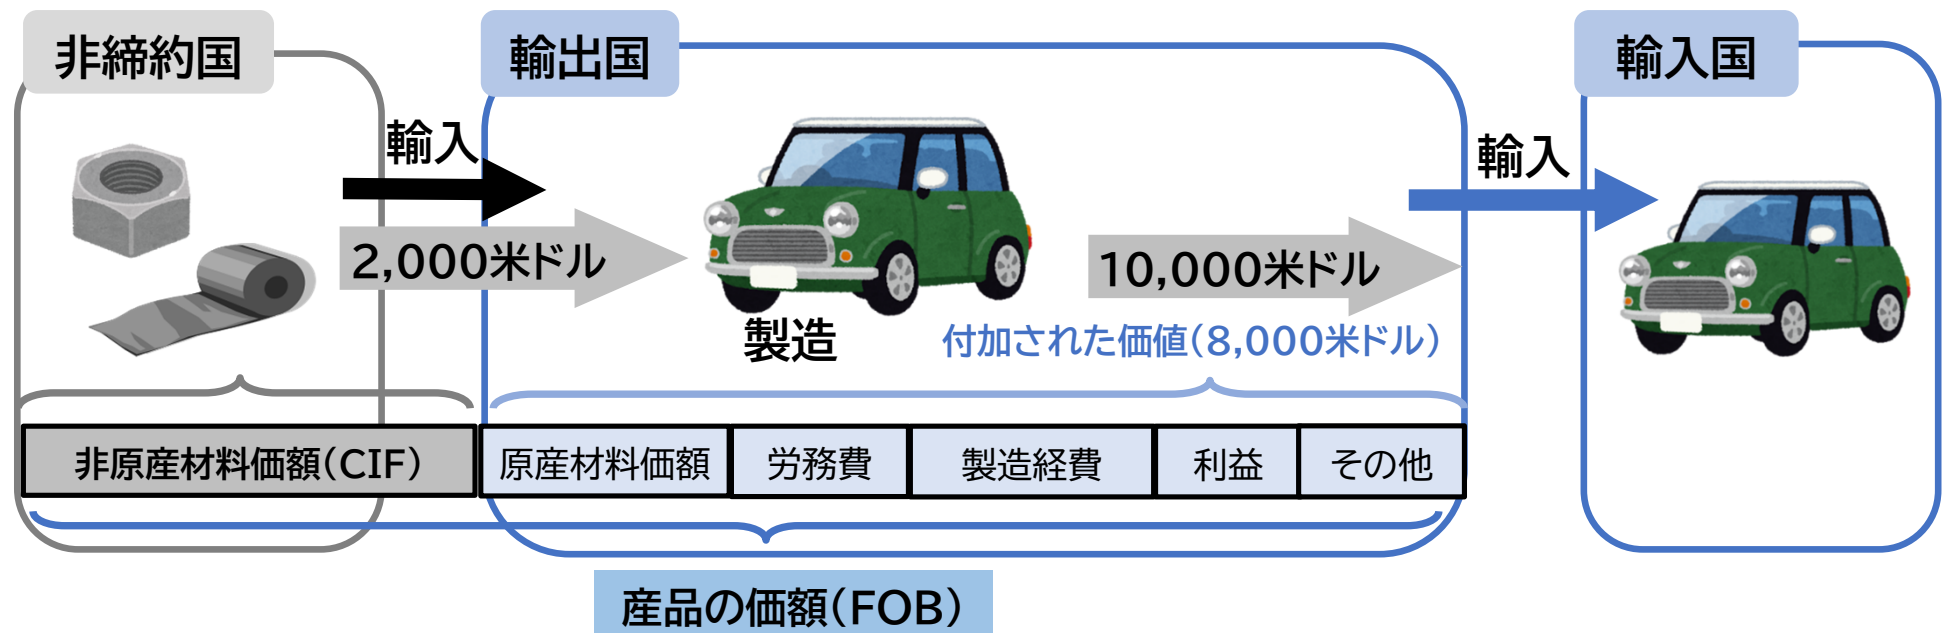 非締約国
輸出国
輸入国
輸入
輸入
2,000米ドル
10,000米ドル
製造
付加された価値(8,000米ドル)
非原産材料価額(CIF)
原産材料価額
労務費
製造経費
利益
その他
産品の価額(FOB)